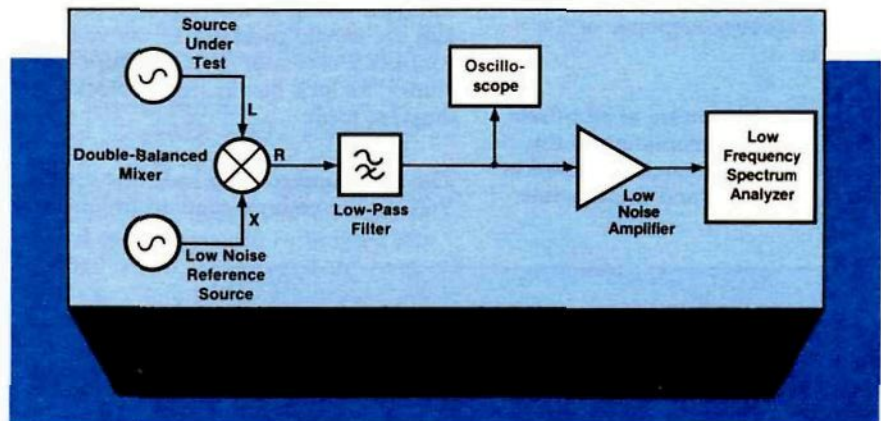 Source
Under
Test
L
Double-Balanced
Mixer
R
X
Low Noise
Reference
Source
Low-Pass
Filter
Oscillo-
scope
Low
Noise
Amplifier
Low
Frequency
Spectrum
Analyzer